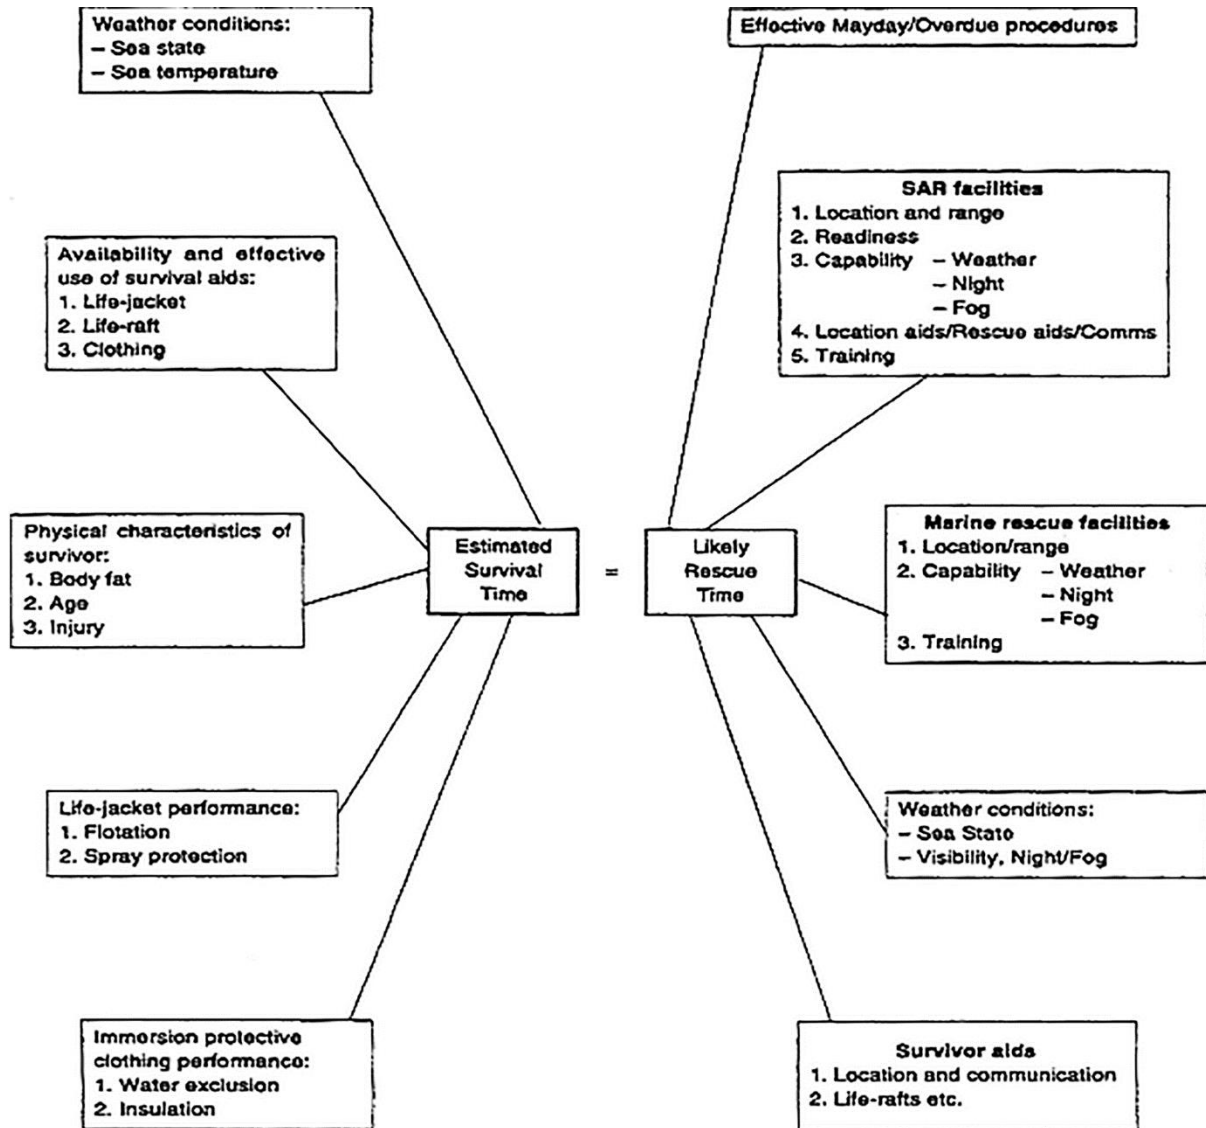 Weather conditions:
– Sea state
– Sea temperature
Availability and effective
use of survival aids:
1. Life-jacket
2. Life-raft
3. Clothing
Physical characteristics of
survivor:
1. Body fat
2. Age
3. Injury
Life-jacket performance:
1. Flotation
2. Spray protection
Immersion protective
clothing performance:
1. Water exclusion
2. Insulation
Estimated
Survival
Time
=
Likely
Rescue
Time
Effective Mayday/Overdue procedures
SAR facilities
1. Location and range
2. Readiness
3. Capability – Weather
– Night
– Fog
4. Location aids/Rescue aids/Comms
5. Training
Marine rescue facilities
1. Location/range
2. Capability – Weather
– Night
– Fog
3. Training
Weather conditions:
– Sea State
– Visibility, Night/Fog
Survivor aids
1. Location and communication
2. Life-rafts etc.